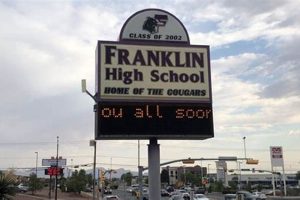 F
CLASS OF 2002
FRANKLIN
High School
HOME OF THE COUGARS
ou all soor